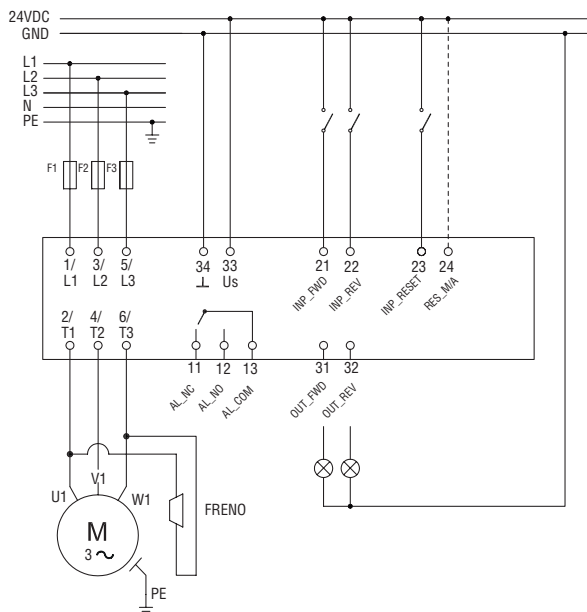 24VDC
GND
L1
L2
L3
N
PE
F1 F2 F3
1/ 3/ 5/ 34 33 21 22 23 24
L1 L2 L3 ⊥ Us
INP_FWD INP_REV INP_RESET RES_M/A
2/ 4/ 6/
T1 T2 T3
11 12 13 31 32
AL_NC AL_NO AL_COM OUT_FWD OUT_REV
U1 V1 W1
FRENO
M
3 ~
PE